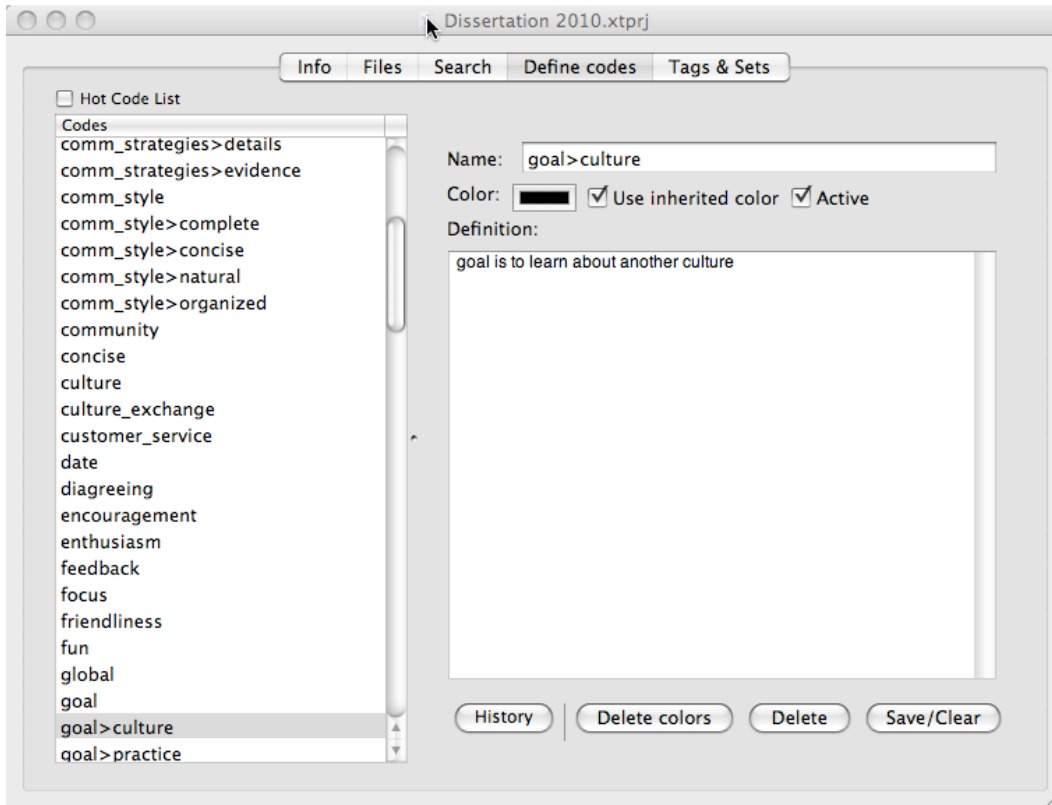 Dissertation 2010.xtprj
Info Files Search Define codes Tags & Sets
Hot Code List
Codes
comm_strategies>details
comm_strategies>evidence
comm_style
comm_style>complete
comm_style>concise
comm_style>natural
comm_style>organized
community
concise
culture
culture_exchange
customer_service
date
diagreeing
encouragement
enthusiasm
feedback
focus
friendliness
fun
global
goal
goal>culture
goal>practice
Name: goal>culture
Color: Use inherited color Active
Definition:
goal is to learn about another culture
History Delete colors Delete Save/Clear